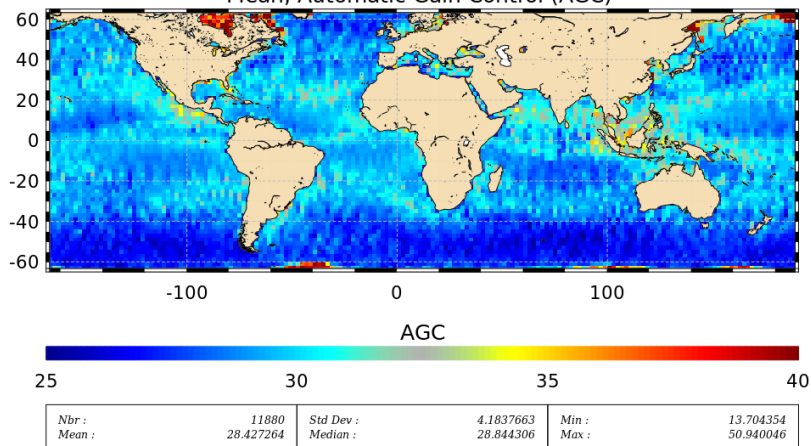 Mean, Automatic Gain Control (AGC)
60
40
20
0
-20
-40
-60
-100 0 100
AGC
25 30 35 40
Nbr : 11880 Std Dev : 4.1837663 Min : 13.704354
Mean : 28.427264 Median : 28.844306 Max : 50.940046